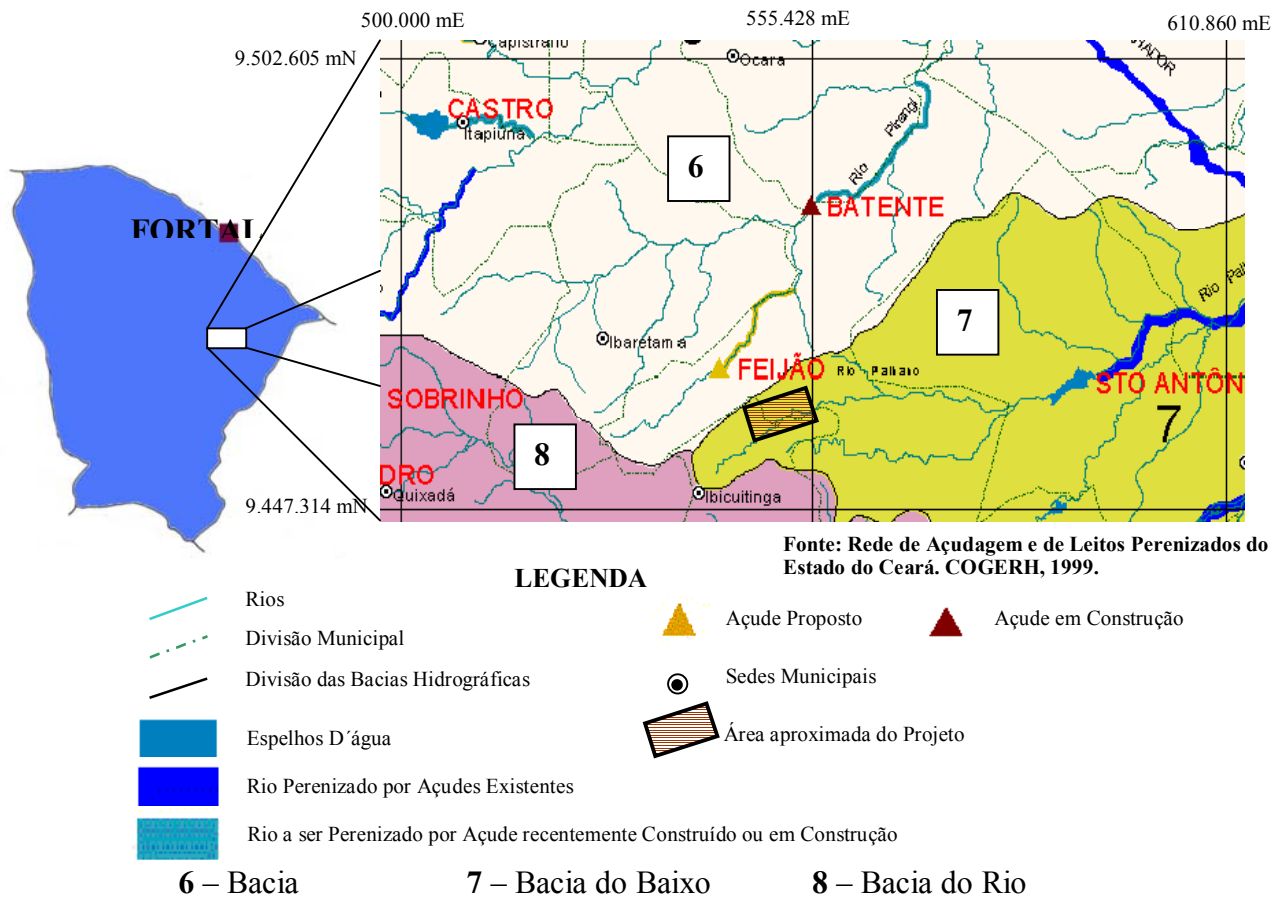 500.000 mE
555.428 mE
610.860 mE
9.502.605 mN
Capistrano
Ocara
CASTRO
Itapiuna
6
Rio Pirangi
BATENTE
FORTAL
7
Ibaretama
FEIJÃO
Rio Palhano
Rio Pal
STO ANTÔN
7
SOBRINHO
8
DRO
Quixadá
Ibicuitinga
9.447.314 mN
Fonte: Rede de Açudagem e de Leitos Perenizados do
Estado do Ceará. COGERH, 1999.
LEGENDA
Rios
Açude Proposto
Açude em Construção
Divisão Municipal
Divisão das Bacias Hidrográficas
Sedes Municipais
Espelhos D´água
Área aproximada do Projeto
Rio Perenizado por Açudes Existentes
Rio a ser Perenizado por Açude recentemente Construído ou em Construção
6 – Bacia
7 – Bacia do Baixo
8 – Bacia do Rio